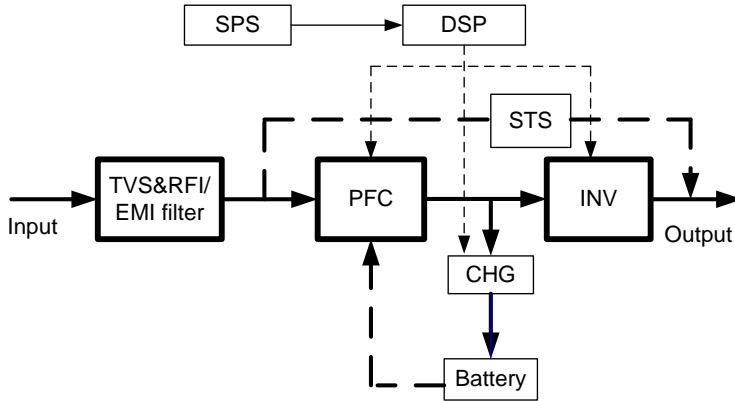 SPS
DSP
STS
TVS&RFI/
EMI filter
PFC
INV
Input
Output
CHG
Battery